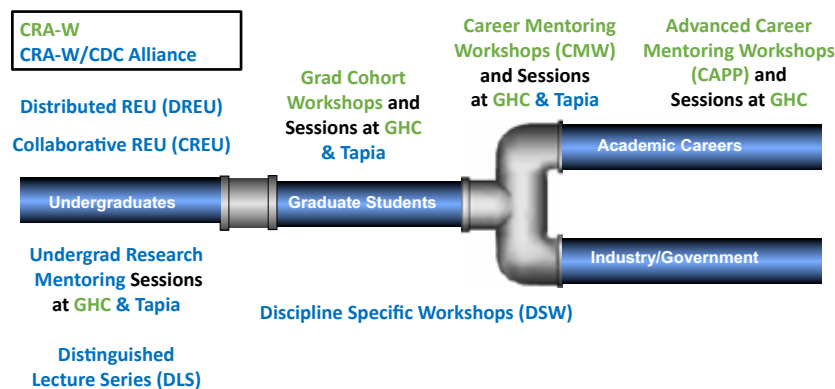 CRA-W
CRA-W/CDC Alliance
Distributed REU (DREU)
Collaborative REU (CREU)
Grad Cohort
Workshops and
Sessions at GHC
& Tapia
Career Mentoring
Workshops (CMW)
and Sessions
at GHC & Tapia
Advanced Career
Mentoring Workshops
(CAPP) and
Sessions at GHC
Academic Careers
Undergraduates
Graduate Students
Industry/Government
Undergrad Research
Mentoring Sessions
at GHC & Tapia
Discipline Specific Workshops (DSW)
Distinguished
Lecture Series (DLS)